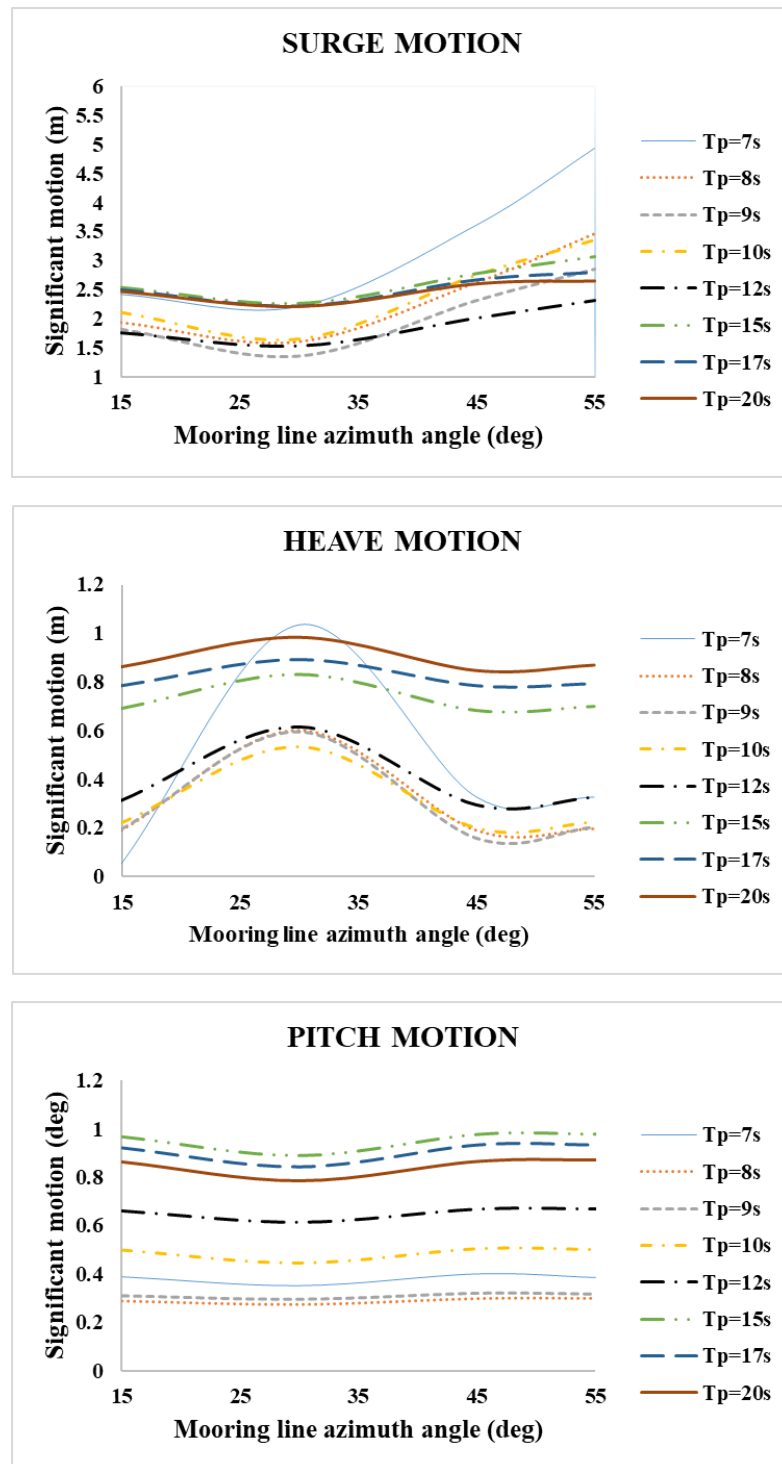 SURGE MOTION
Significant motion (m)
6
5.5
5
4.5
4
3.5
3
2.5
2
1.5
1
15 25 35 45 55
Mooring line azimuth angle (deg)
Tp=7s
Tp=8s
Tp=9s
Tp=10s
Tp=12s
Tp=15s
Tp=17s
Tp=20s
HEAVE MOTION
Significant motion (m)
1.2
1
0.8
0.6
0.4
0.2
0
15 25 35 45 55
Mooring line azimuth angle (deg)
Tp=7s
Tp=8s
Tp=9s
Tp=10s
Tp=12s
Tp=15s
Tp=17s
Tp=20s
PITCH MOTION
Significant motion (deg)
1.2
1
0.8
0.6
0.4
0.2
0
15 25 35 45 55
Mooring line azimuth angle (deg)
Tp=7s
Tp=8s
Tp=9s
Tp=10s
Tp=12s
Tp=15s
Tp=17s
Tp=20s